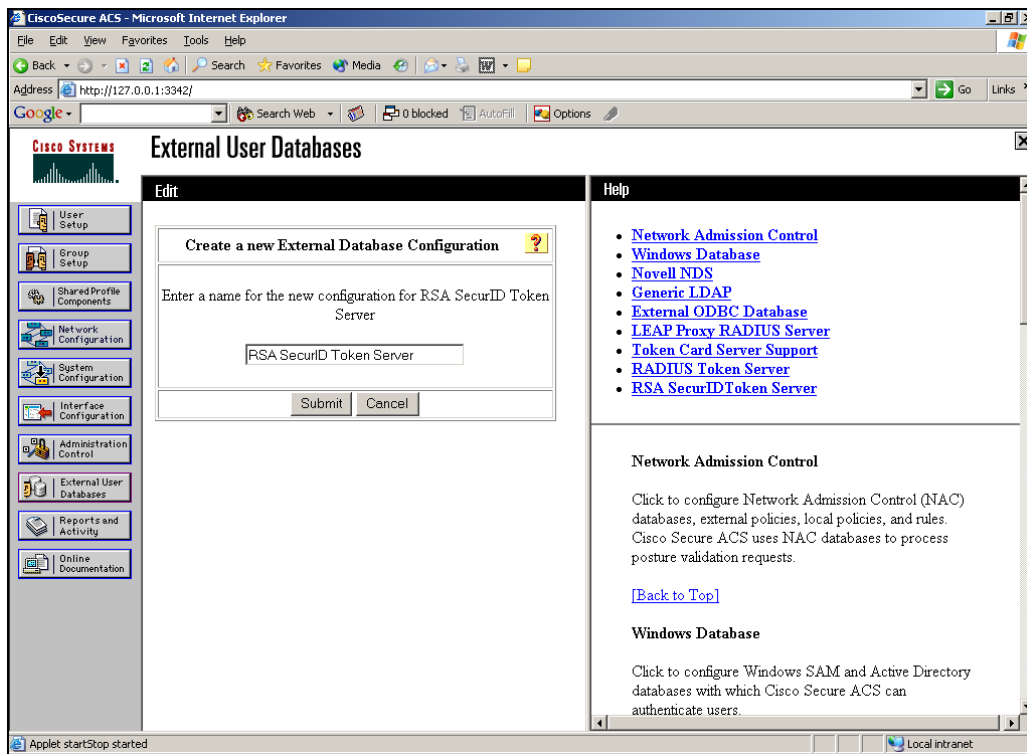 CiscoSecure ACS - Microsoft Internet Explorer
File Edit View Favorites Tools Help
Back Search Favorites Media
Address http://127.0.0.1:3342/ Go Links
Google Search Web 0 blocked AutoFill Options
CISCO SYSTEMS
External User Databases
User Setup
Group Setup
Shared Profile Components
Network Configuration
System Configuration
Interface Configuration
Administration Control
External User Databases
Reports and Activity
Online Documentation
Edit
Create a new External Database Configuration ?
Enter a name for the new configuration for RSA SecurID Token
Server
RSA SecurID Token Server
Submit Cancel
Help
Network Admission Control
Windows Database
Novell NDS
Generic LDAP
External ODBC Database
LEAP Proxy RADIUS Server
Token Card Server Support
RADIUS Token Server
RSA SecurIDToken Server
Network Admission Control
Click to configure Network Admission Control (NAC)
databases, external policies, local policies, and rules.
Cisco Secure ACS uses NAC databases to process
posture validation requests.
[Back to Top]
Windows Database
Click to configure Windows SAM and Active Directory
databases with which Cisco Secure ACS can
authenticate users.
Applet startStop started
Local intranet